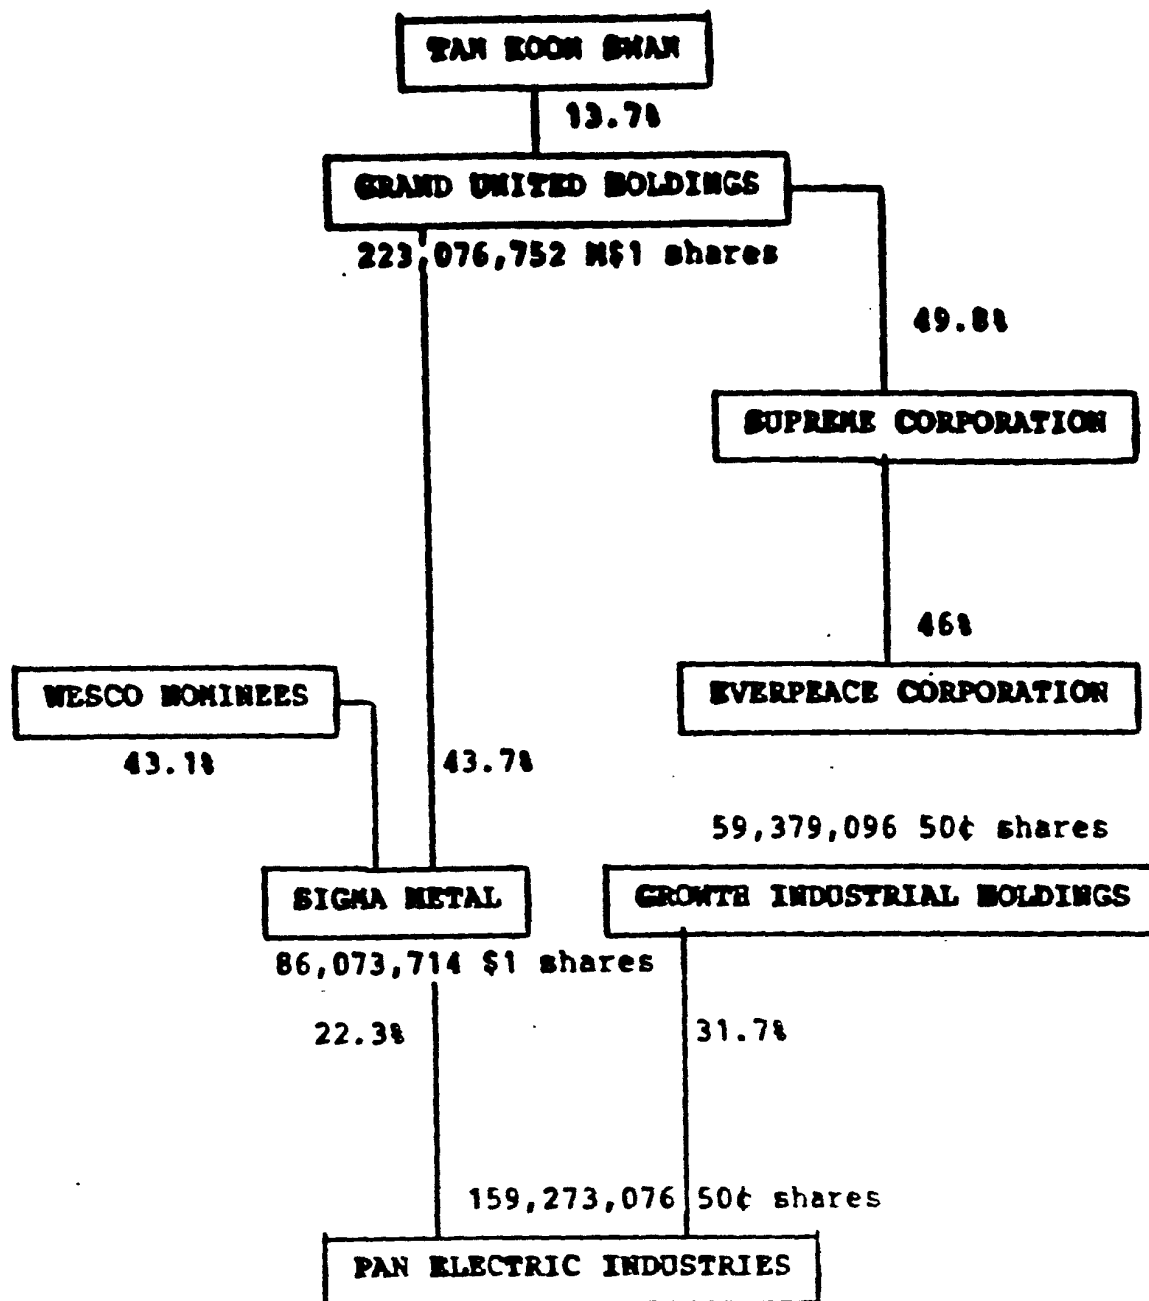 TAN KOON SWAN
13.7%
GRAND UNITED HOLDINGS
223,076,752 M$1 shares
49.8%
SUPREME CORPORATION
46%
WESCO NOMINEES
EVERPEACE CORPORATION
43.1%
43.7%
59,379,096 50¢ shares
SIGMA METAL
GROWTH INDUSTRIAL HOLDINGS
86,073,714 $1 shares
22.3%
31.7%
159,273,076 50¢ shares
PAN ELECTRIC INDUSTRIES